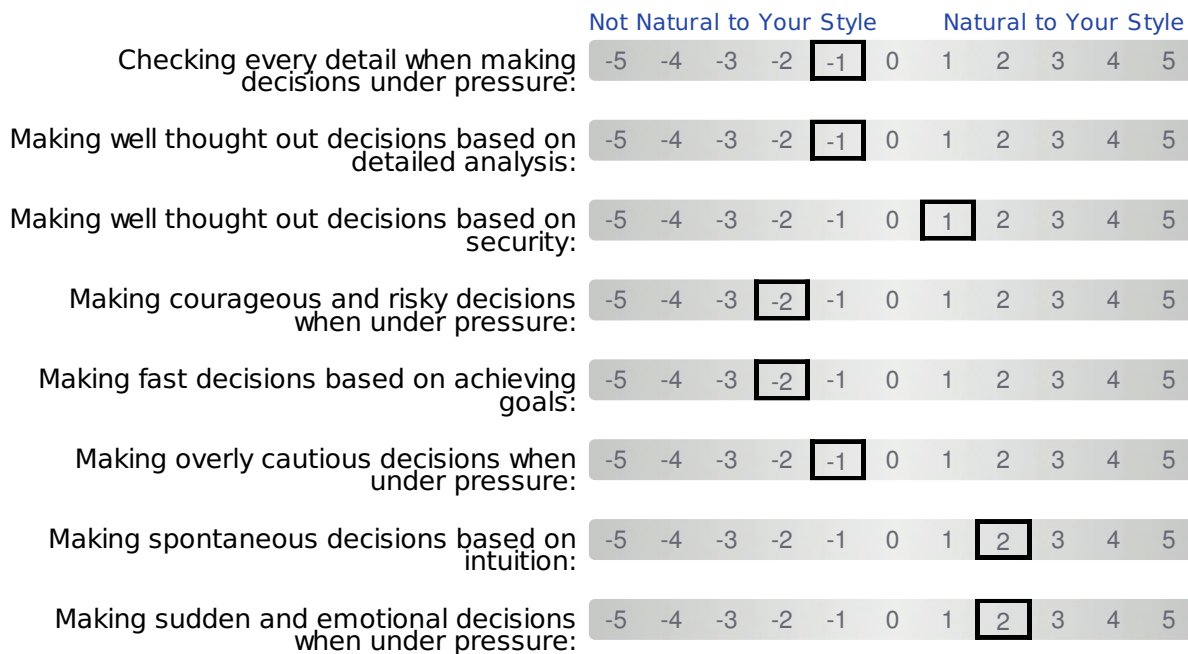 Not Natural to Your Style Natural to Your Style
Checking every detail when making
decisions under pressure:
-5 -4 -3 -2 -1 0 1 2 3 4 5
Making well thought out decisions based on
detailed analysis:
-5 -4 -3 -2 -1 0 1 2 3 4 5
Making well thought out decisions based on
security:
-5 -4 -3 -2 -1 0 1 2 3 4 5
Making courageous and risky decisions
when under pressure:
-5 -4 -3 -2 -1 0 1 2 3 4 5
Making fast decisions based on achieving
goals:
-5 -4 -3 -2 -1 0 1 2 3 4 5
Making overly cautious decisions when
under pressure:
-5 -4 -3 -2 -1 0 1 2 3 4 5
Making spontaneous decisions based on
intuition:
-5 -4 -3 -2 -1 0 1 2 3 4 5
Making sudden and emotional decisions
when under pressure:
-5 -4 -3 -2 -1 0 1 2 3 4 5